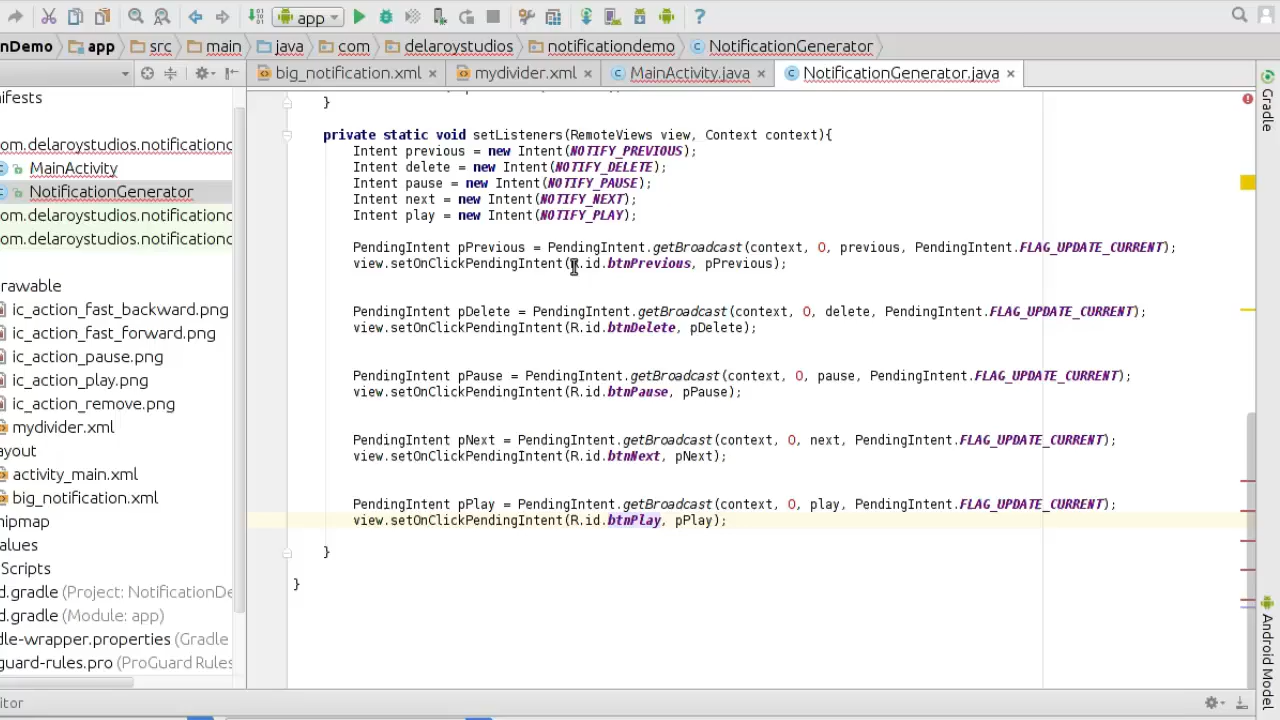 app
nDemo app src main java com delaroystudios notificationdemo NotificationGenerator
big_notification.xml mydivider.xml MainActivity.java NotificationGenerator.java
Gradle
anifests
om.delaroystudios.notificationc
MainActivity
NotificationGenerator
om.delaroystudios.notificationc
om.delaroystudios.notificationc
rawable
ic_action_fast_backward.png
ic_action_fast_forward.png
ic_action_pause.png
ic_action_play.png
ic_action_remove.png
mydivider.xml
ayout
activity_main.xml
big_notification.xml
nipmap
alues
Scripts
d.gradle (Project: NotificationDe
d.gradle (Module: app)
dle-wrapper.properties (Gradle
guard-rules.pro (ProGuard Rules
itor
}
private static void setListeners(RemoteViews view, Context context){
Intent previous = new Intent(NOTIFY_PREVIOUS);
Intent delete = new Intent(NOTIFY_DELETE);
Intent pause = new Intent(NOTIFY_PAUSE);
Intent next = new Intent(NOTIFY_NEXT);
Intent play = new Intent(NOTIFY_PLAY);
PendingIntent pPrevious = PendingIntent.getBroadcast(context, 0, previous, PendingIntent.FLAG_UPDATE_CURRENT);
view.setOnClickPendingIntent(R.id.btnPrevious, pPrevious);
PendingIntent pDelete = PendingIntent.getBroadcast(context, 0, delete, PendingIntent.FLAG_UPDATE_CURRENT);
view.setOnClickPendingIntent(R.id.btnDelete, pDelete);
PendingIntent pPause = PendingIntent.getBroadcast(context, 0, pause, PendingIntent.FLAG_UPDATE_CURRENT);
view.setOnClickPendingIntent(R.id.btnPause, pPause);
PendingIntent pNext = PendingIntent.getBroadcast(context, 0, next, PendingIntent.FLAG_UPDATE_CURRENT);
view.setOnClickPendingIntent(R.id.btnNext, pNext);
PendingIntent pPlay = PendingIntent.getBroadcast(context, 0, play, PendingIntent.FLAG_UPDATE_CURRENT);
view.setOnClickPendingIntent(R.id.btnPlay, pPlay);
}
}
Android Model